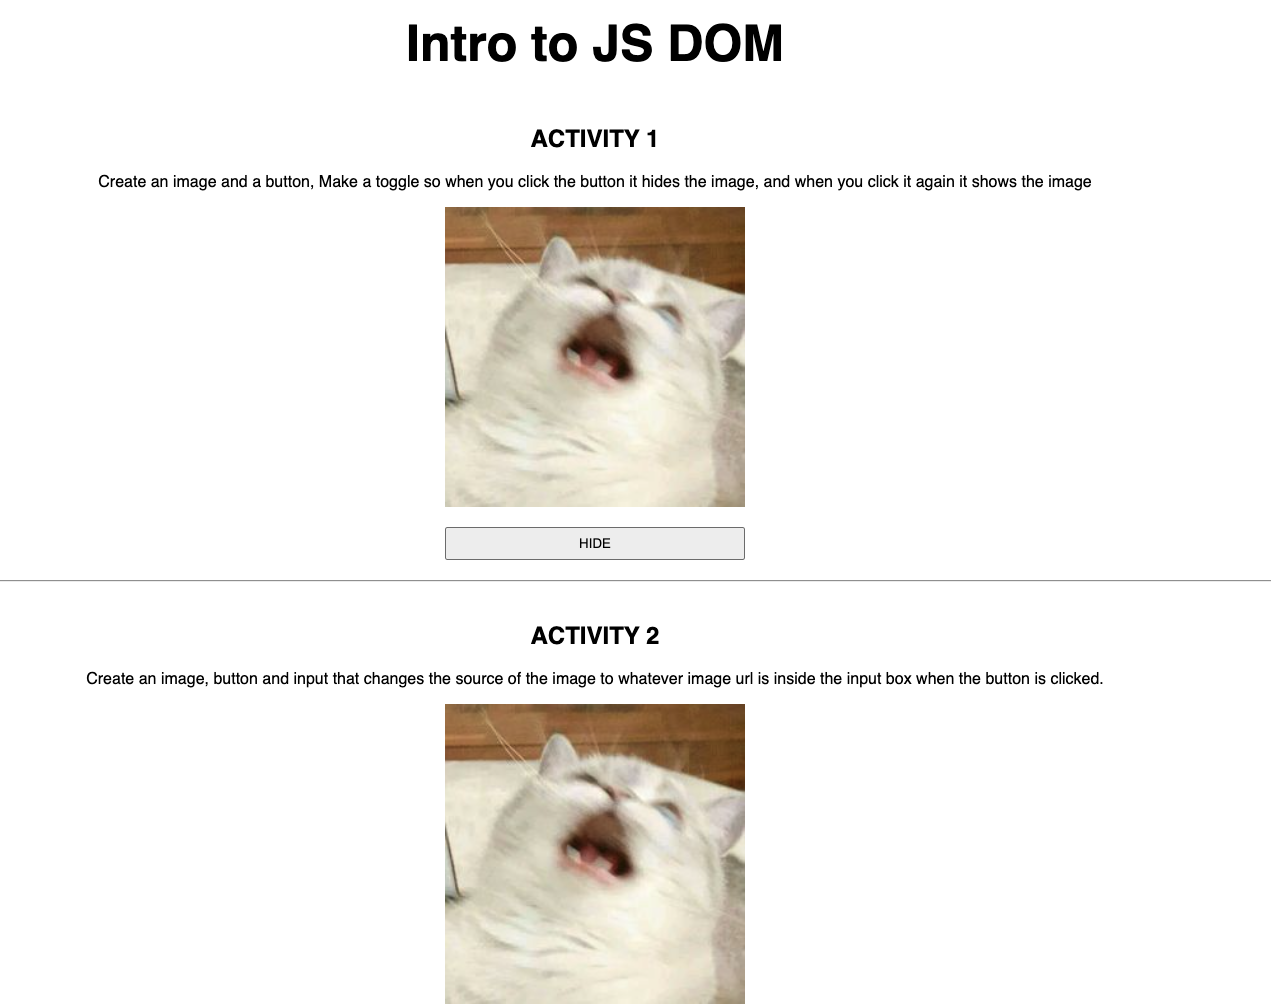 Intro to JS DOM
ACTIVITY 1
Create an image and a button, Make a toggle so when you click the button it hides the image, and when you click it again it shows the image
HIDE
ACTIVITY 2
Create an image, button and input that changes the source of the image to whatever image url is inside the input box when the button is clicked.